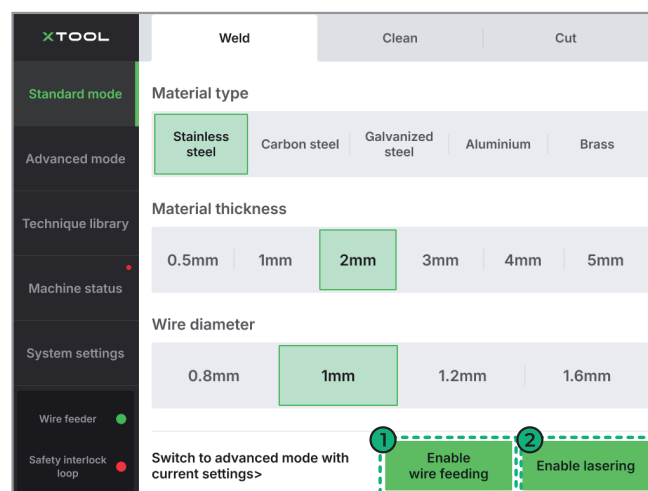 XTOOL
Weld
Clean
Cut
Standard mode
Advanced mode
Technique library
Machine status
System settings
Wire feeder
Safety interlock
loop
Material type
Stainless
steel
Carbon steel
Galvanized
steel
Aluminium
Brass
Material thickness
0.5mm
1mm
2mm
3mm
4mm
5mm
Wire diameter
0.8mm
1mm
1.2mm
1.6mm
Switch to advanced mode with
current settings>
1
Enable
wire feeding
2
Enable lasering